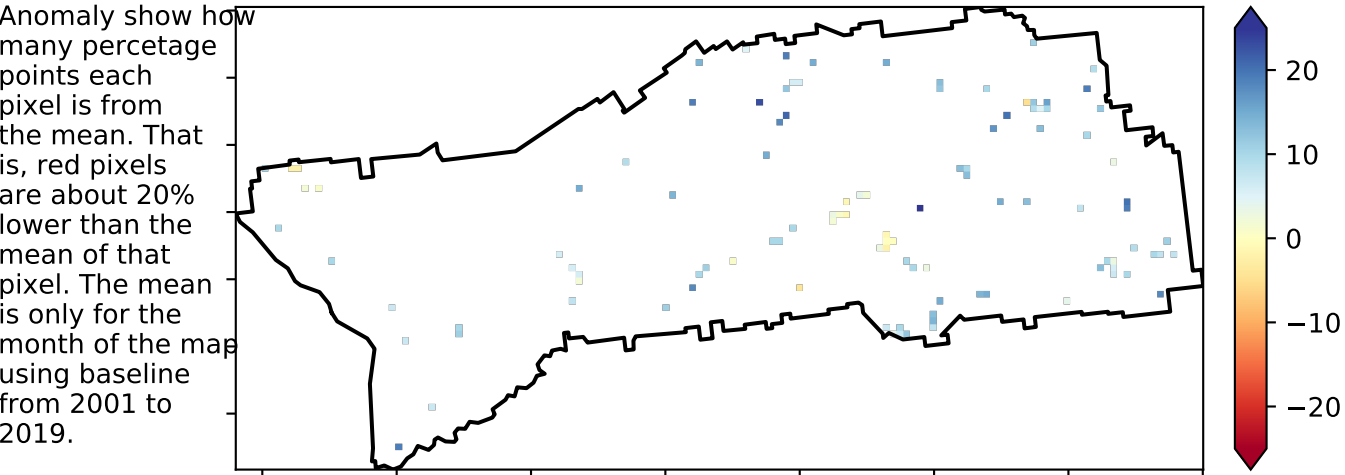 Anomaly show how
many percetage
points each
pixel is from
the mean. That
is, red pixels
are about 20%
lower than the
mean of that
pixel. The mean
is only for the
month of the map
using baseline
from 2001 to
2019.
20
10
0
−10
−20